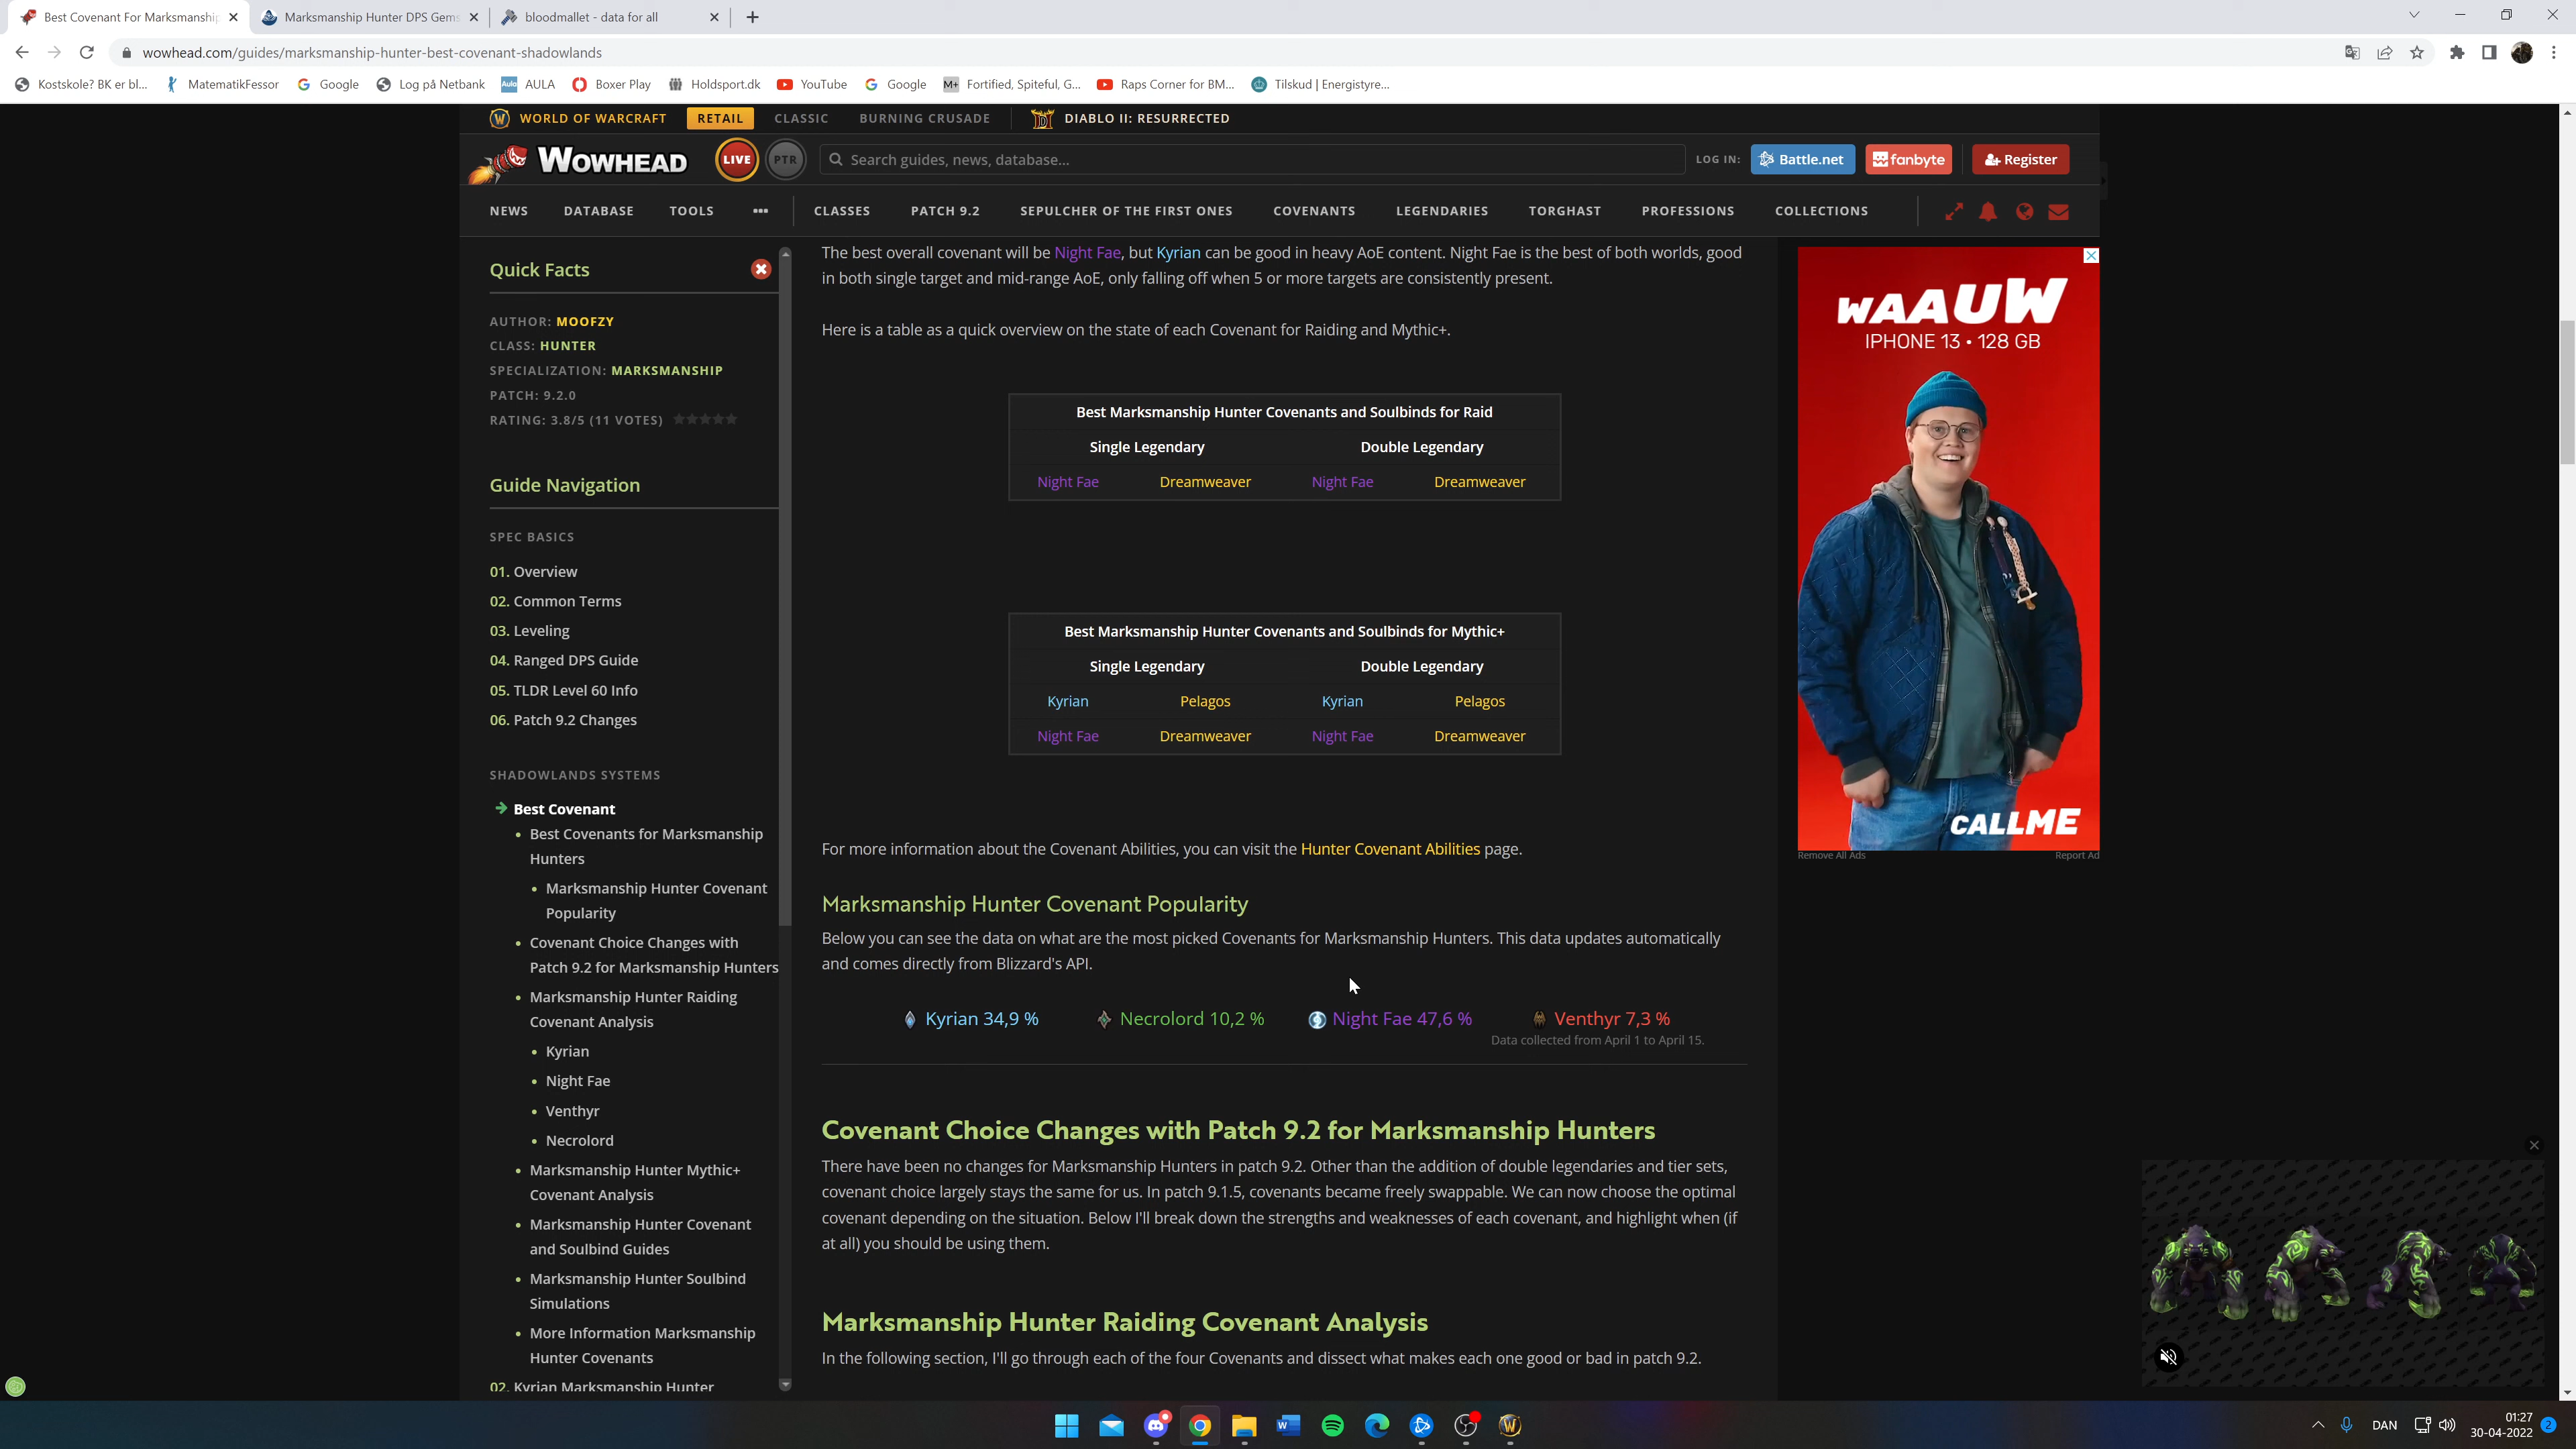 Best Covenant For Marksmanship
Marksmanship Hunter DPS Gems
bloodmallet - data for all
wowhead.com/guides/marksmanship-hunter-best-covenant-shadowlands
Kostskole? BK er bl...
MatematikFessor
Google
Log på Netbank
AULA
Boxer Play
Holdsport.dk
YouTube
Google
Fortified, Spiteful, G...
Raps Corner for BM...
Tilskud | Energistyre...
WORLD OF WARCRAFT RETAIL CLASSIC BURNING CRUSADE DIABLO II: RESURRECTED
WOWHEAD LIVE PTR Search guides, news, database... LOG IN: Battle.net fanbyte Register
NEWS DATABASE TOOLS ••• CLASSES PATCH 9.2 SEPULCHER OF THE FIRST ONES COVENANTS LEGENDARIES TORGHAST PROFESSIONS COLLECTIONS
Quick Facts
AUTHOR: MOOFZY
CLASS: HUNTER
SPECIALIZATION: MARKSMANSHIP
PATCH: 9.2.0
RATING: 3.8/5 (11 VOTES)
Guide Navigation
SPEC BASICS
01. Overview
02. Common Terms
03. Leveling
04. Ranged DPS Guide
05. TLDR Level 60 Info
06. Patch 9.2 Changes
SHADOWLANDS SYSTEMS
Best Covenant
• Best Covenants for Marksmanship
Hunters
• Marksmanship Hunter Covenant
Popularity
• Covenant Choice Changes with
Patch 9.2 for Marksmanship Hunters
• Marksmanship Hunter Raiding
Covenant Analysis
• Kyrian
• Night Fae
• Venthyr
• Necrolord
• Marksmanship Hunter Mythic+
Covenant Analysis
• Marksmanship Hunter Covenant
and Soulbind Guides
• Marksmanship Hunter Soulbind
Simulations
• More Information Marksmanship
Hunter Covenants
02. Kyrian Marksmanship Hunter
The best overall covenant will be Night Fae, but Kyrian can be good in heavy AoE content. Night Fae is the best of both worlds, good
in both single target and mid-range AoE, only falling off when 5 or more targets are consistently present.
Here is a table as a quick overview on the state of each Covenant for Raiding and Mythic+.
Best Marksmanship Hunter Covenants and Soulbinds for Raid
Single Legendary Double Legendary
Night Fae Dreamweaver Night Fae Dreamweaver
Best Marksmanship Hunter Covenants and Soulbinds for Mythic+
Single Legendary Double Legendary
Kyrian Pelagos Kyrian Pelagos
Night Fae Dreamweaver Night Fae Dreamweaver
For more information about the Covenant Abilities, you can visit the Hunter Covenant Abilities page.
Marksmanship Hunter Covenant Popularity
Below you can see the data on what are the most picked Covenants for Marksmanship Hunters. This data updates automatically
and comes directly from Blizzard's API.
Kyrian 34,9 % Necrolord 10,2 % Night Fae 47,6 % Venthyr 7,3 %
Data collected from April 1 to April 15.
Covenant Choice Changes with Patch 9.2 for Marksmanship Hunters
There have been no changes for Marksmanship Hunters in patch 9.2. Other than the addition of double legendaries and tier sets,
covenant choice largely stays the same for us. In patch 9.1.5, covenants became freely swappable. We can now choose the optimal
covenant depending on the situation. Below I'll break down the strengths and weaknesses of each covenant, and highlight when (if
at all) you should be using them.
Marksmanship Hunter Raiding Covenant Analysis
In the following section, I'll go through each of the four Covenants and dissect what makes each one good or bad in patch 9.2.
WAAUW
IPHONE 13 • 128 GB
CALLME
Remove All Ads Report Ad
DAN
01:27
30-04-2022
2